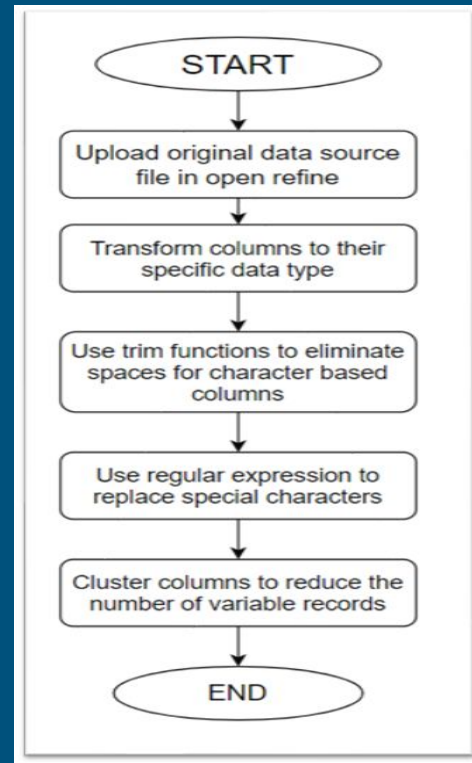 START
Upload original data source
file in open refine
Transform columns to their
specific data type
Use trim functions to eliminate
spaces for character based
columns
Use regular expression to
replace special characters
Cluster columns to reduce the
number of variable records
END